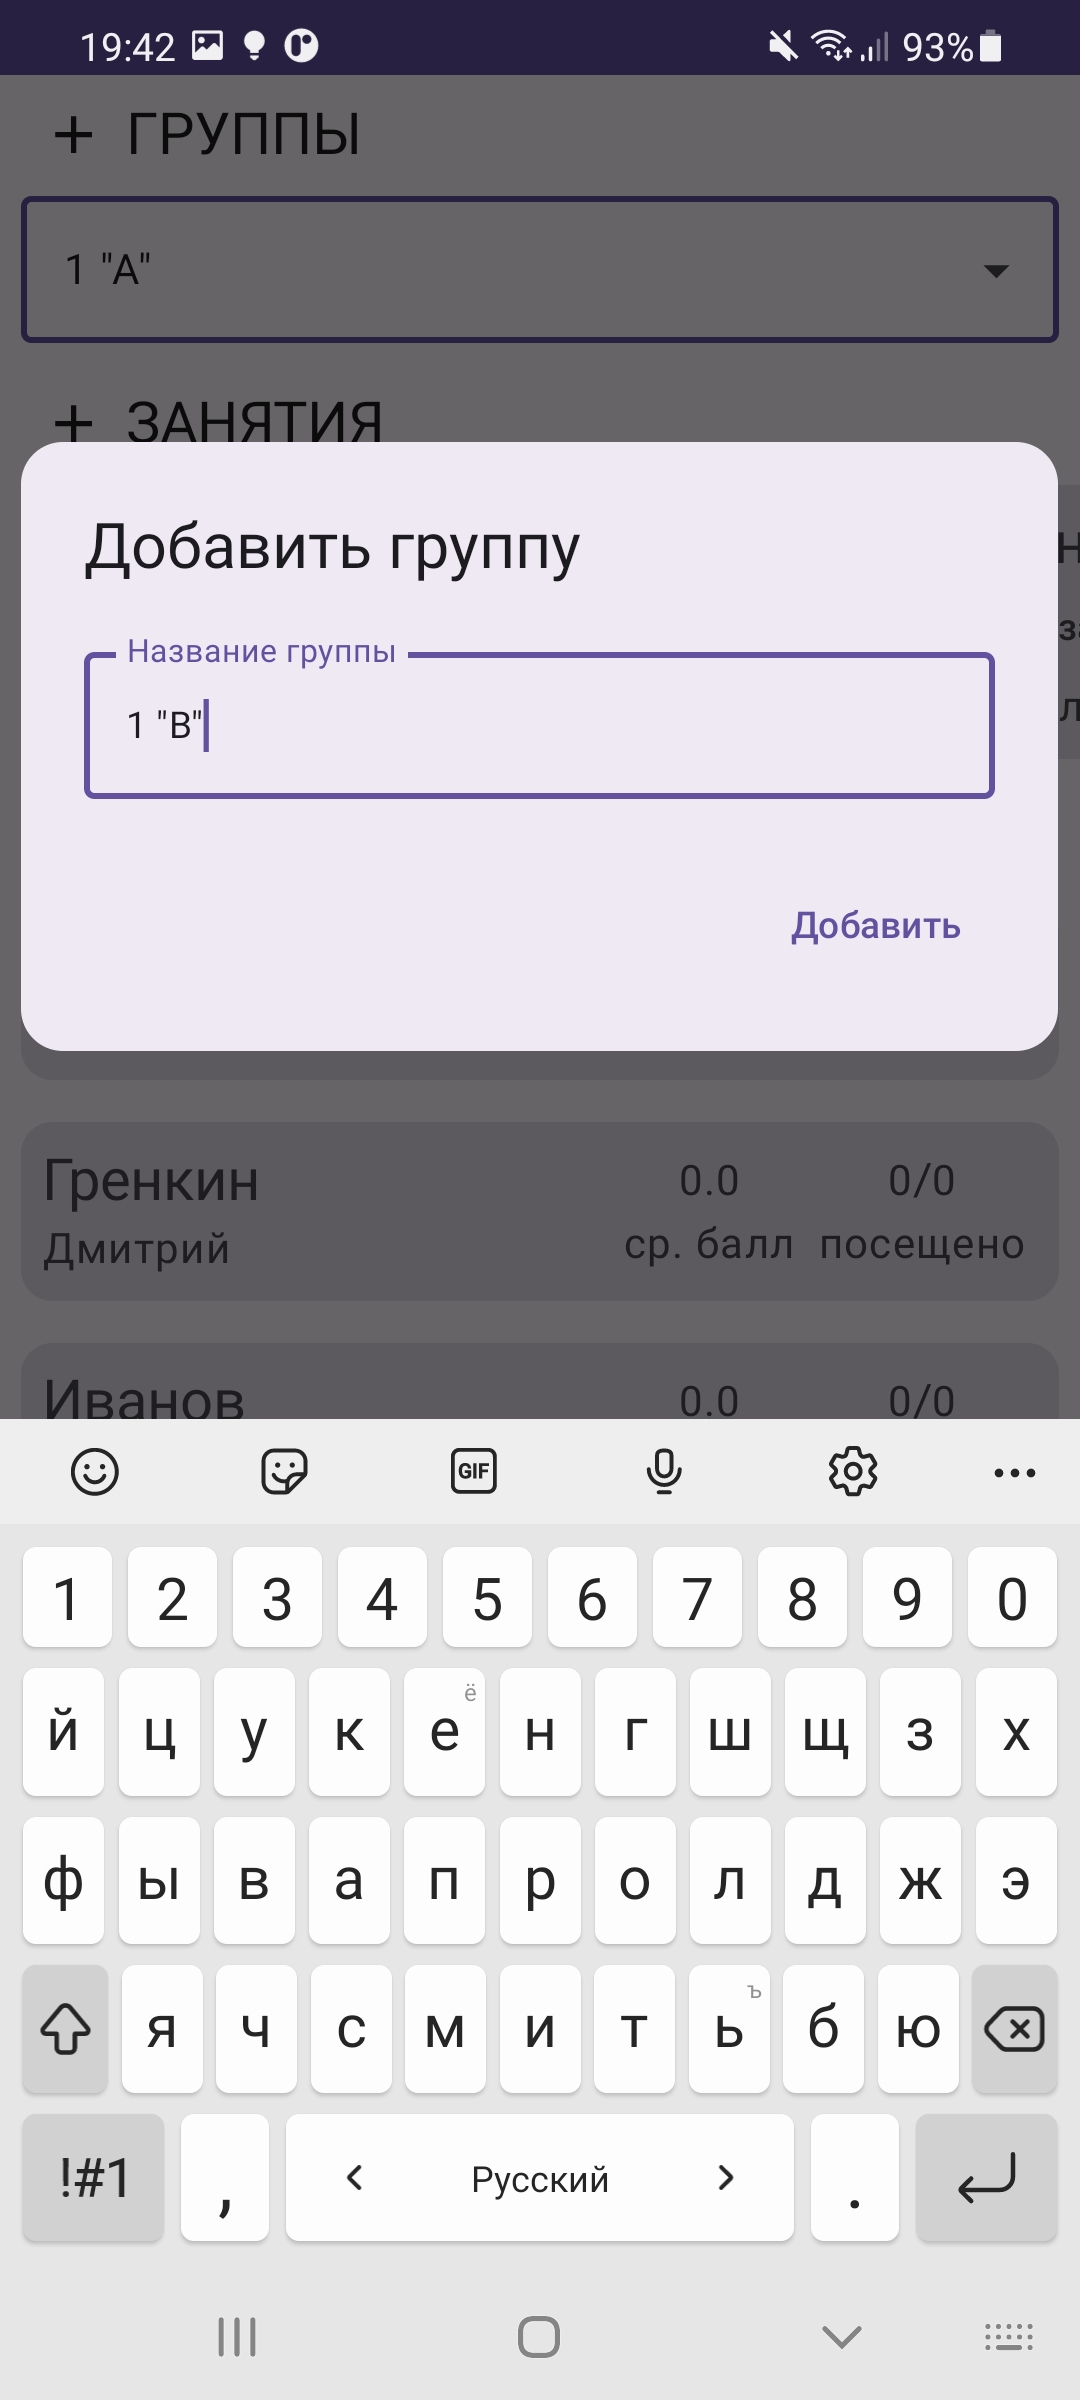 19:42 93%
+ ГРУППЫ
1 "А"
+ ЗАНЯТИЯ
Добавить группу
Название группы
1 "В"
Добавить
Гренкин 0.0 0/0
Дмитрий ср. балл посещено
Иванов 0.0 0/0
GIF
1 2 3 4 5 6 7 8 9 0
й ц у к е ё н г ш щ з х
ф ы в а п р о л д ж э
я ч с м и т ь ъ б ю
!#1 , < Русский > .